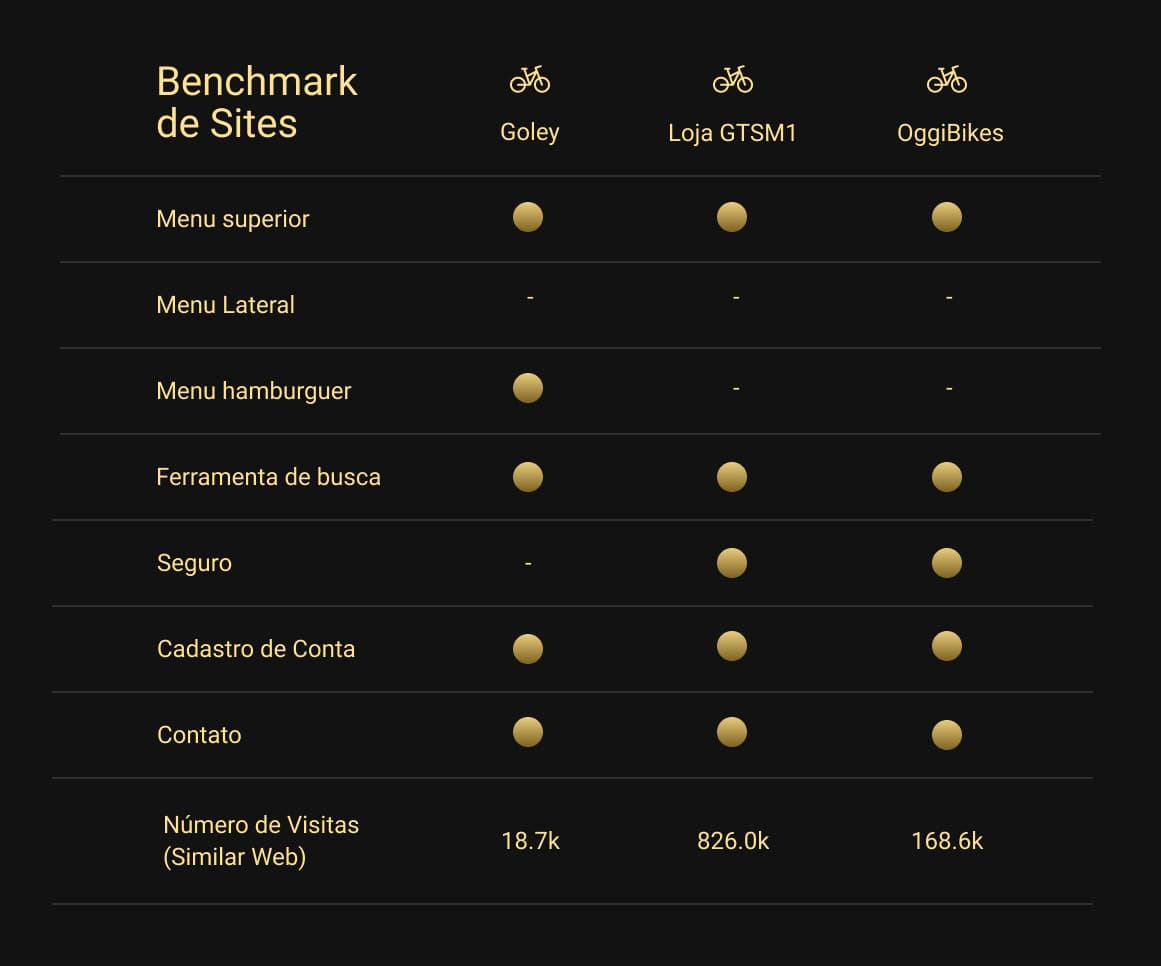 Benchmark
de Sites
Goley
Loja GTSM1
OggiBikes
Menu superior
Menu Lateral - - -
Menu hamburguer - -
Ferramenta de busca
Seguro -
Cadastro de Conta
Contato
Número de Visitas
(Similar Web)
18.7k 826.0k 168.6k